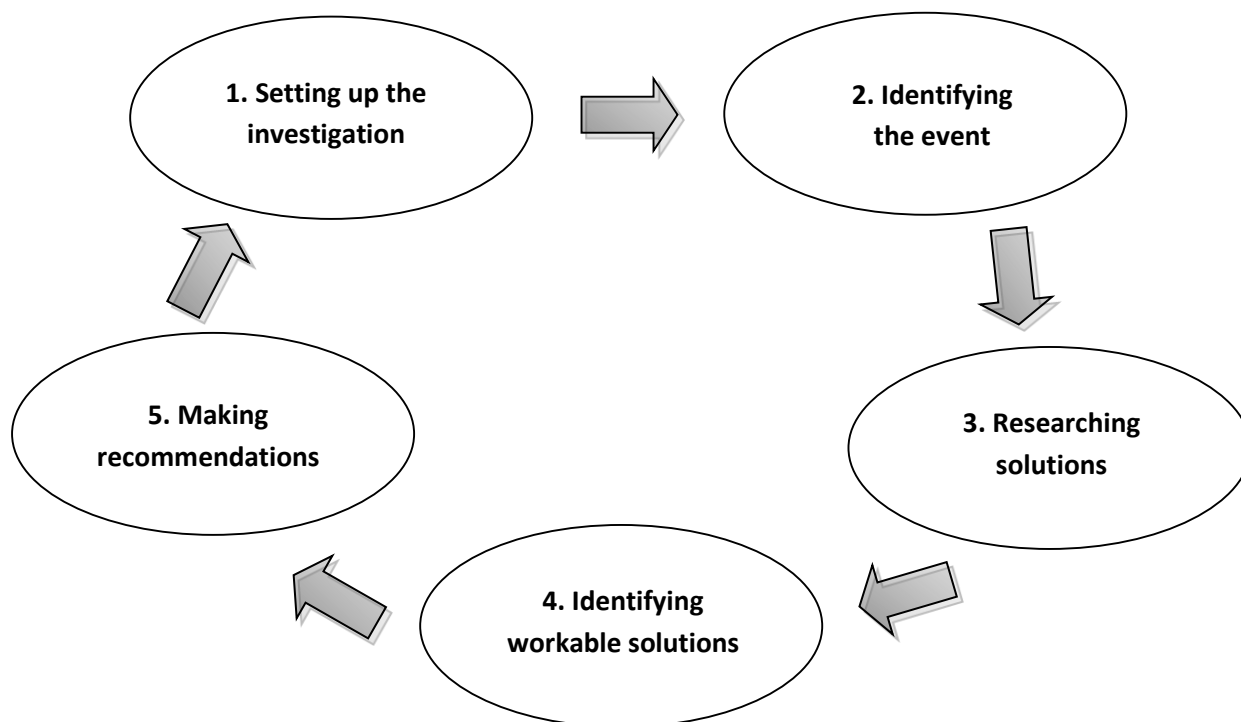 1. Setting up the
investigation
2. Identifying
the event
3. Researching
solutions
4. Identifying
workable solutions
5. Making
recommendations